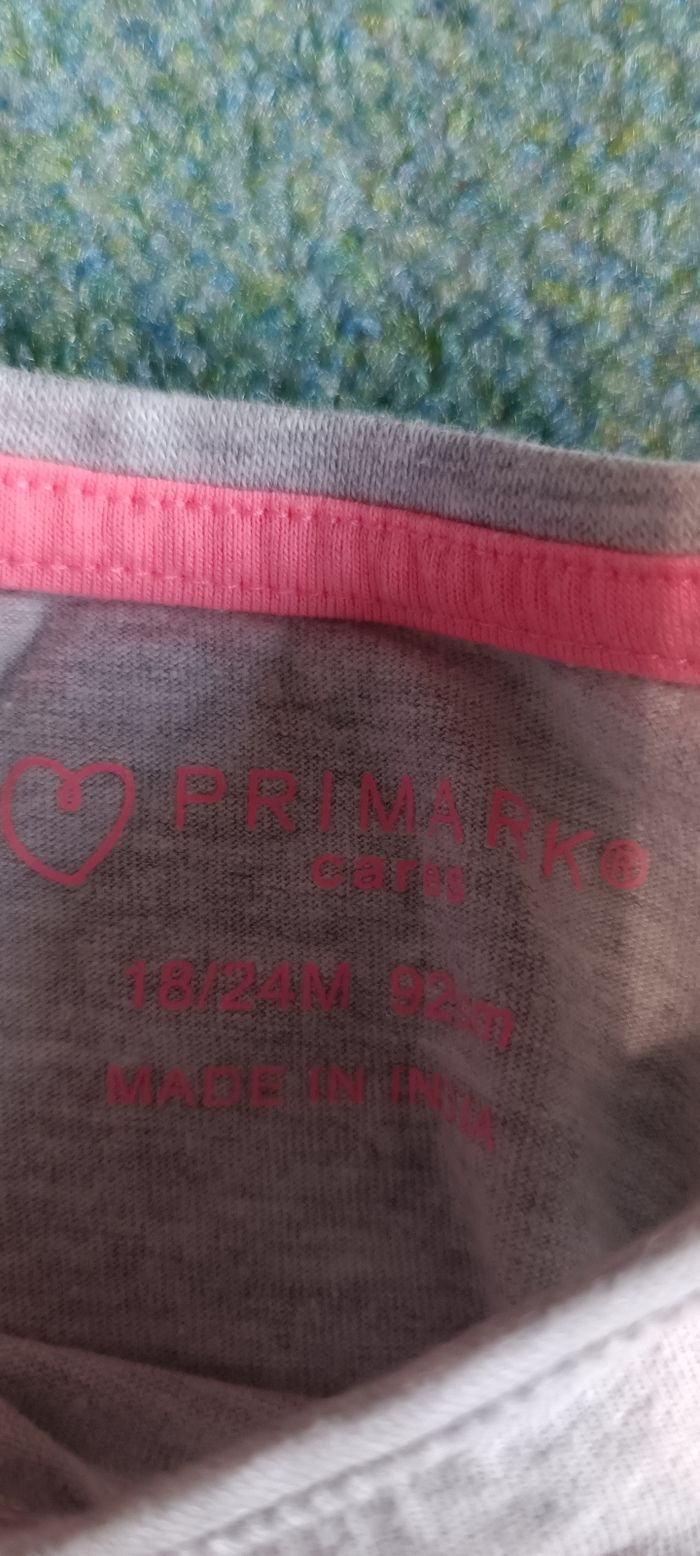 PRIMARK®
cares
18/24M 92cm
MADE IN INDIA